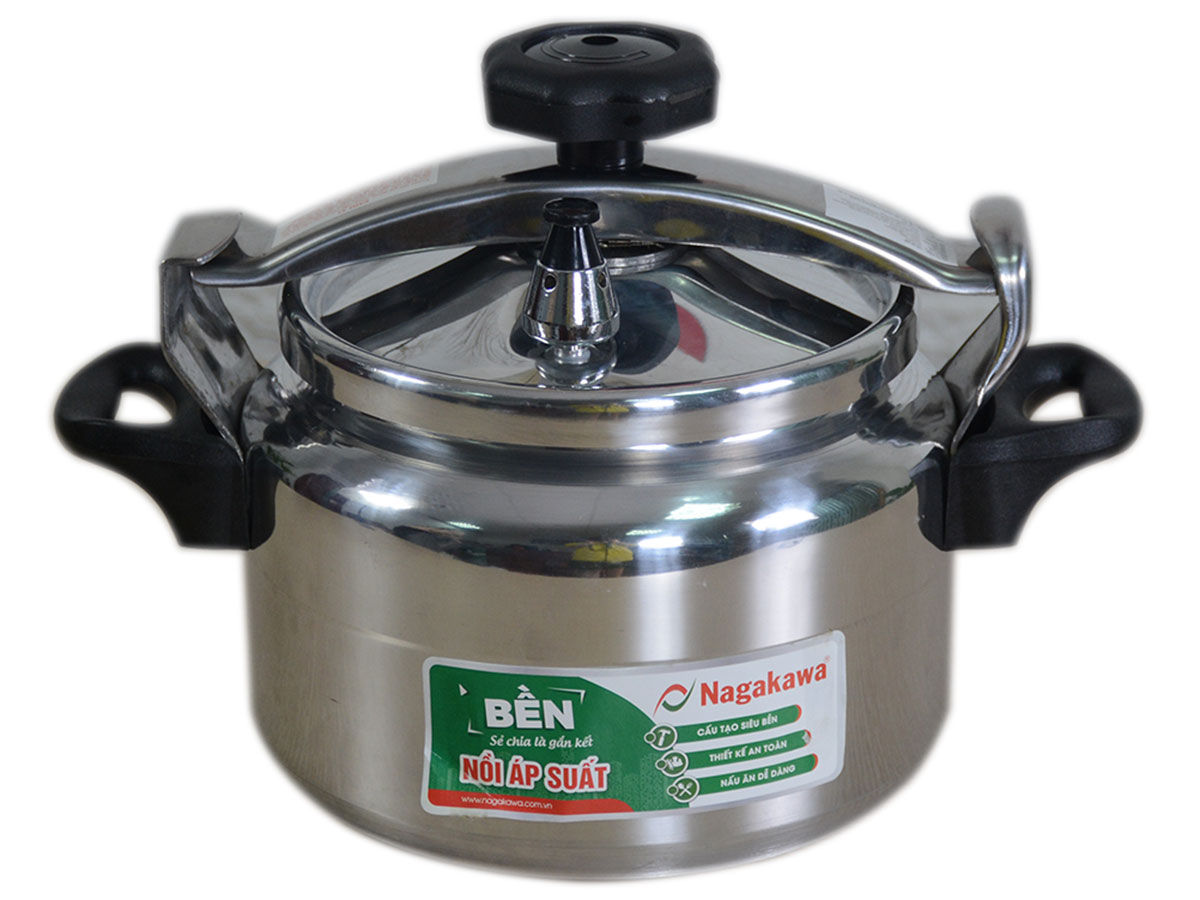 BỀN
Sẻ chia là gắn kết
NỒI ÁP SUẤT
www.nagakawa.com.vn
Nagakawa®
CẤU TẠO SIÊU BỀN
THIẾT KẾ AN TOÀN
NẤU ĂN DỄ DÀNG